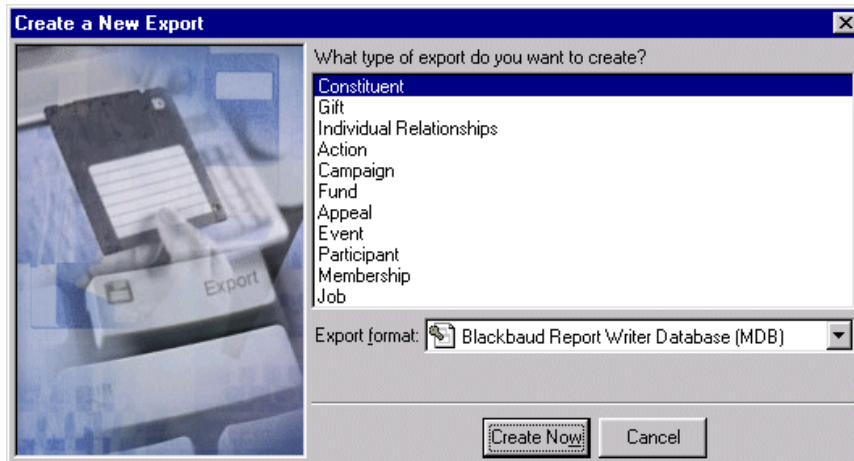 Create a New Export
What type of export do you want to create?
Constituent
Gift
Individual Relationships
Action
Campaign
Fund
Appeal
Event
Participant
Membership
Job
Export
Export format: Blackbaud Report Writer Database (MDB)
Create Now Cancel